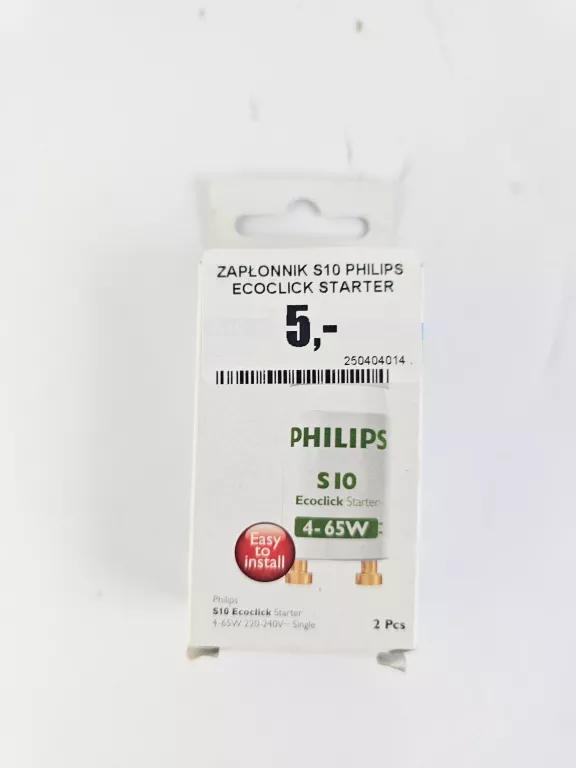 ZAPŁONNIK S10 PHILIPS
ECOCLICK STARTER
5,-
250404014
PHILIPS
S10
Ecoclick Starter
4-65W
Easy
to
install
Philips
S10 Ecoclick Starter
4-65W 220-240V~ Single
2 Pcs